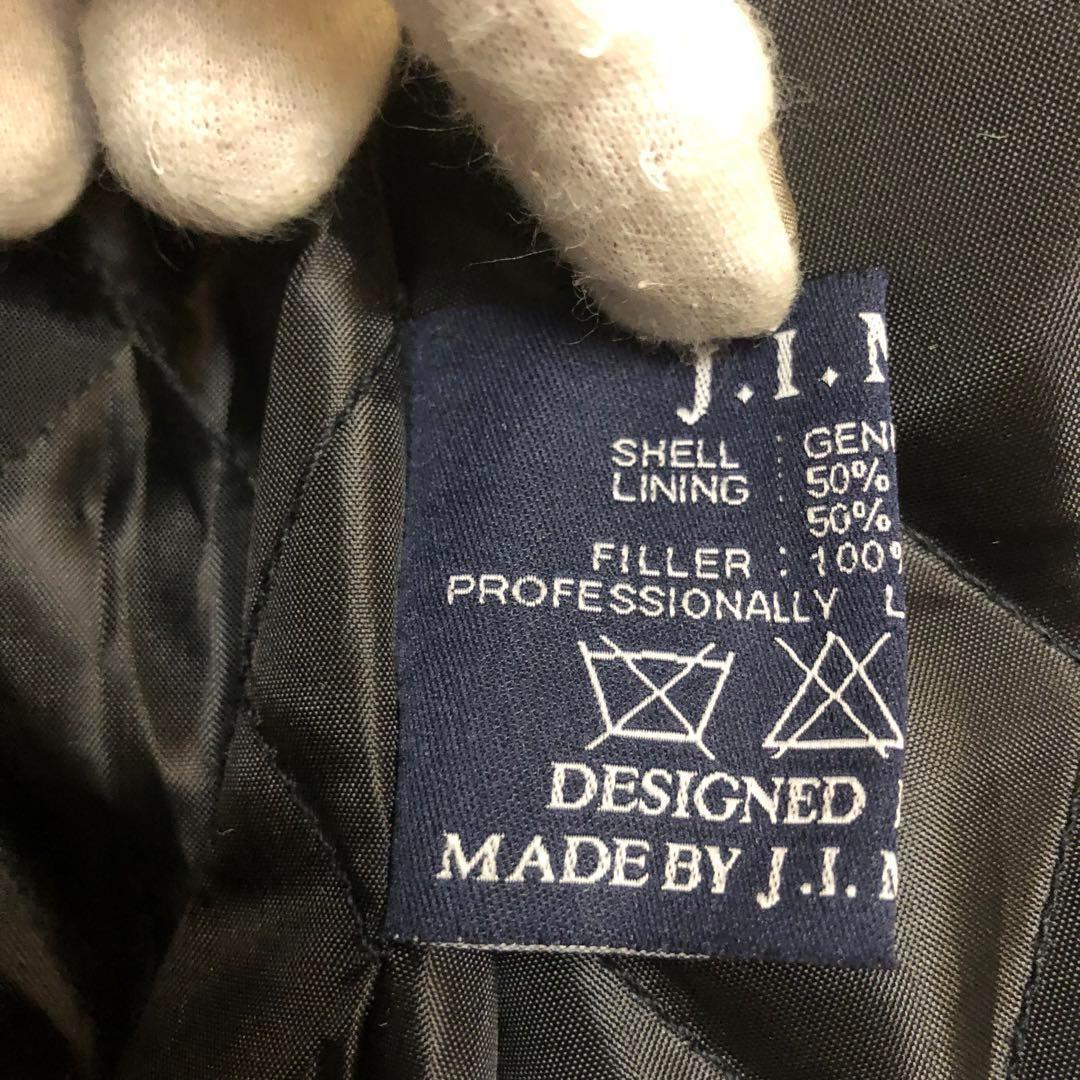 J.I.
SHELL : GEN
LINING : 50%
50%
FILLER : 100%
PROFESSIONALLY L
DESIGNED
MADE BY J.I.